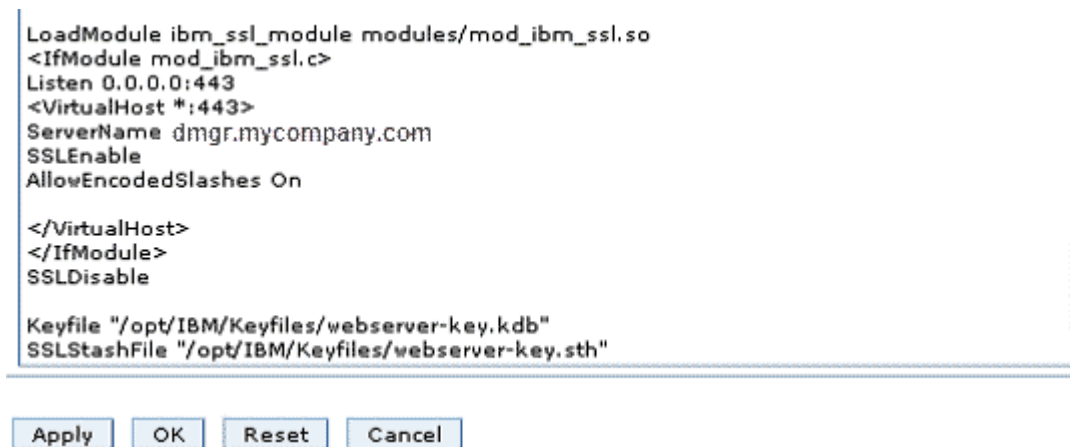 LoadModule ibm_ssl_module modules/mod_ibm_ssl.so
<IfModule mod_ibm_ssl.c>
Listen 0.0.0.0:443
<VirtualHost *:443>
ServerName dmgr.mycompany.com
SSLEnable
AllowEncodedSlashes On
</VirtualHost>
</IfModule>
SSLDisable
Keyfile "/opt/IBM/Keyfiles/webserver-key.kdb"
SSLStashFile "/opt/IBM/Keyfiles/webserver-key.sth"
Apply OK Reset Cancel